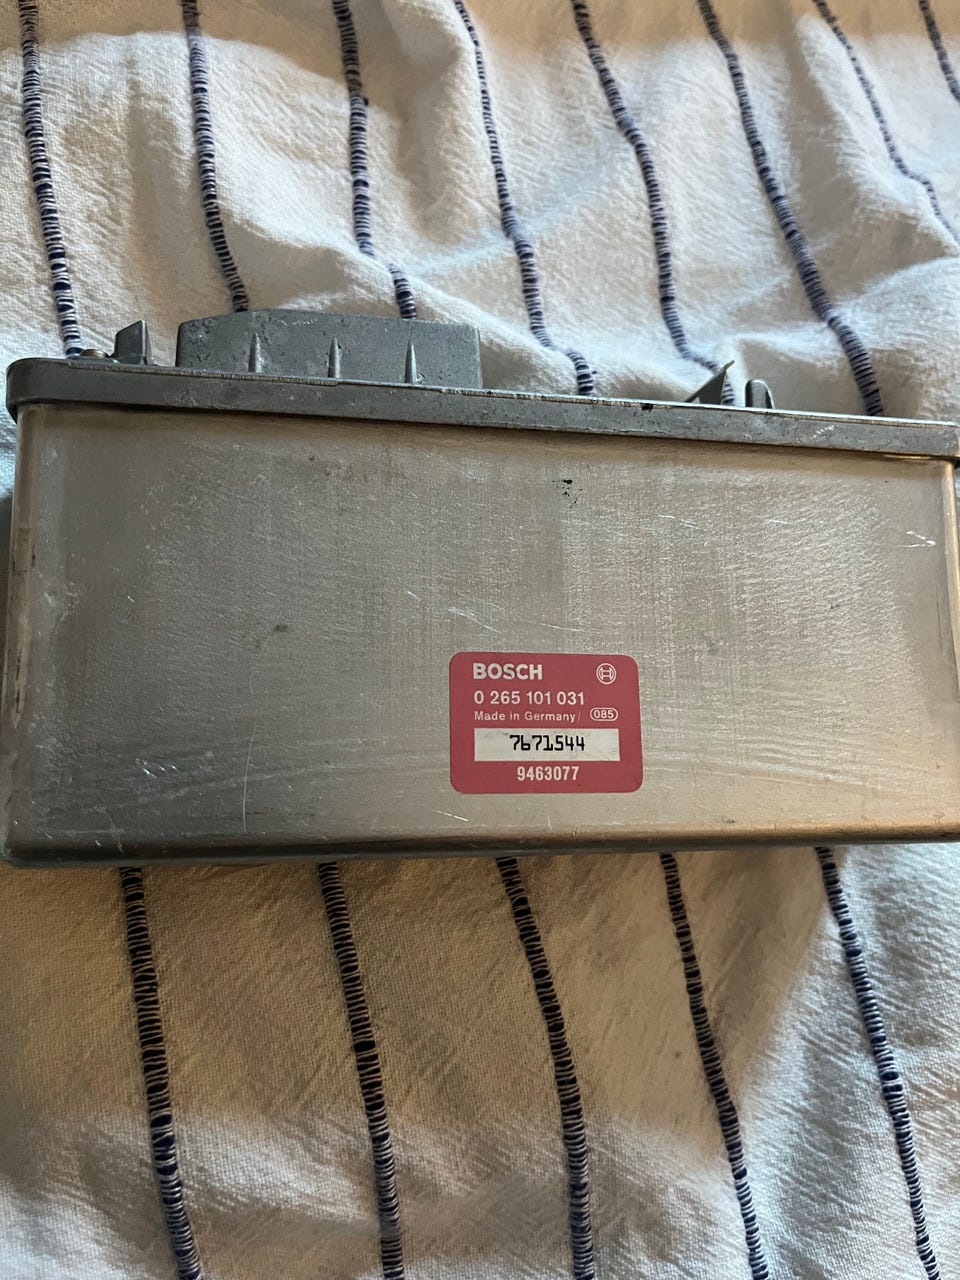 BOSCH
0 265 101 031
Made in Germany/ 085
7671544
9463077